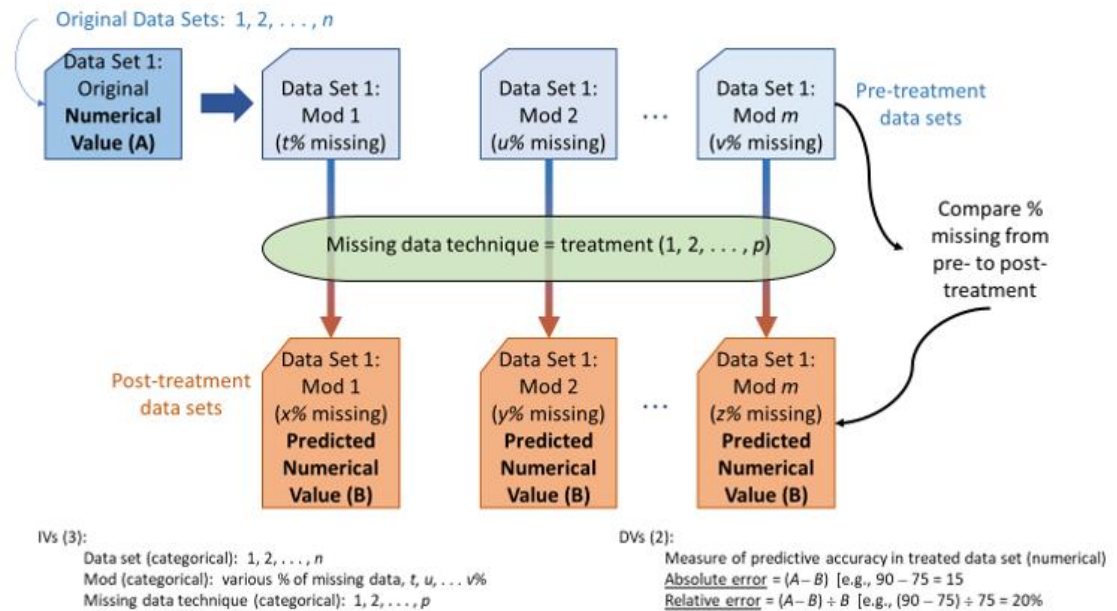 Original Data Sets: 1, 2, . . . , n
Data Set 1:
Original
Numerical
Value (A)
Data Set 1:
Mod 1
(t% missing)
Data Set 1:
Mod 2
(u% missing)
...
Data Set 1:
Mod m
(v% missing)
Pre-treatment
data sets
Missing data technique = treatment (1, 2, . . . , p)
Compare %
missing from
pre- to post-
treatment
Post-treatment
data sets
Data Set 1:
Mod 1
(x% missing)
Predicted
Numerical
Value (B)
Data Set 1:
Mod 2
(y% missing)
Predicted
Numerical
Value (B)
...
Data Set 1:
Mod m
(z% missing)
Predicted
Numerical
Value (B)
IVs (3):
Data set (categorical): 1, 2, . . . , n
Mod (categorical): various % of missing data, t, u, . . . v%
Missing data technique (categorical): 1, 2, . . . , p
DVs (2):
Measure of predictive accuracy in treated data set (numerical)
Absolute error = (A – B) [e.g., 90 – 75 = 15
Relative error = (A – B) ÷ B [e.g., (90 – 75) ÷ 75 = 20%